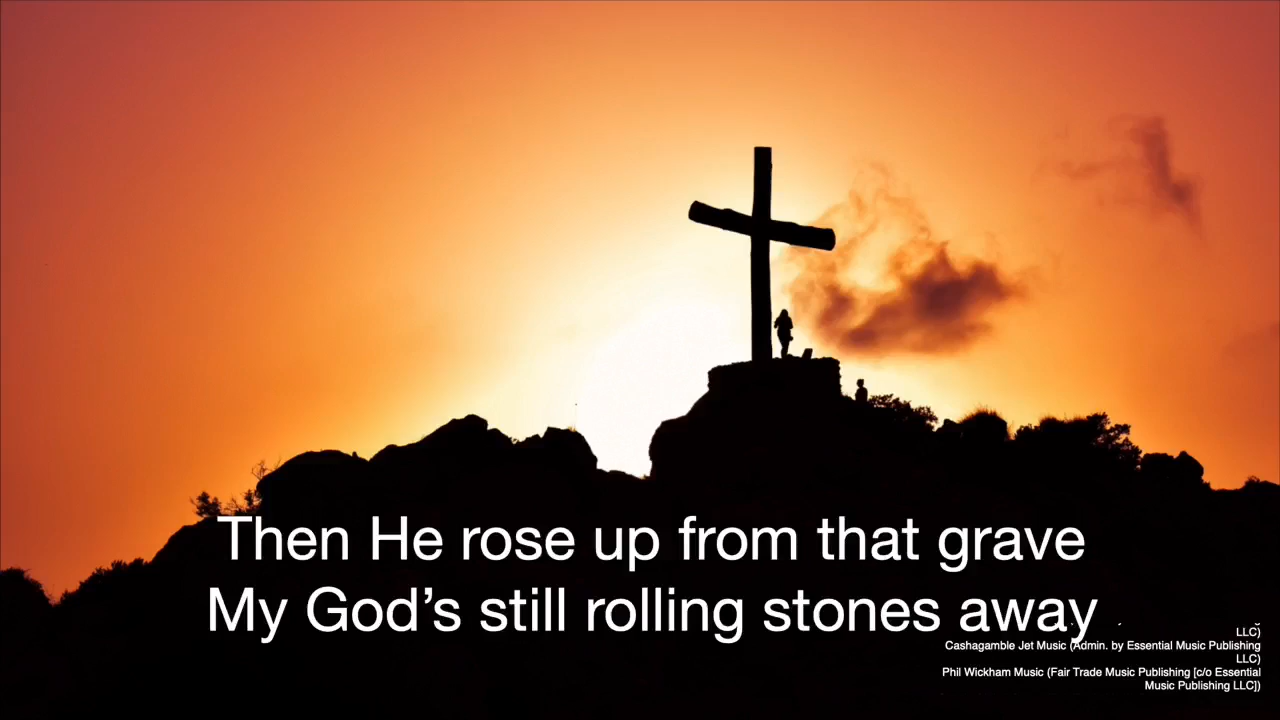 Then He rose up from that grave
My God’s still rolling stones away
LLC)
Cashagamble Jet Music (Admin. by Essential Music Publishing
LLC)
Phil Wickham Music (Fair Trade Music Publishing [c/o Essential
Music Publishing LLC])